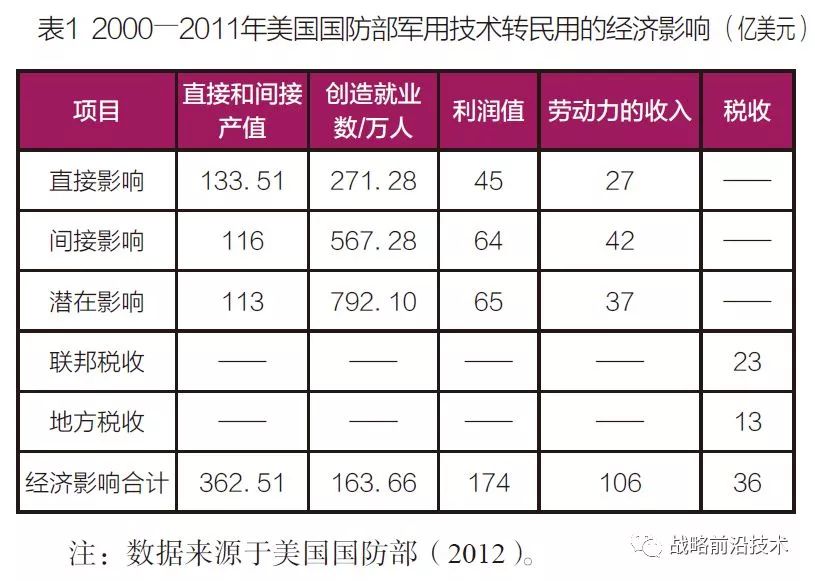 表1 2000—2011年美国国防部军用技术转民用的经济影响（亿美元）
项目 直接和间接产值 创造就业数/万人 利润值 劳动力的收入 税收
直接影响 133.51 271.28 45 27 ——
间接影响 116 567.28 64 42 ——
潜在影响 113 792.10 65 37 ——
联邦税收 —— —— —— —— 23
地方税收 —— —— —— —— 13
经济影响合计 362.51 163.66 174 106 36
注：数据来源于美国国防部（2012）。
战略前沿技术